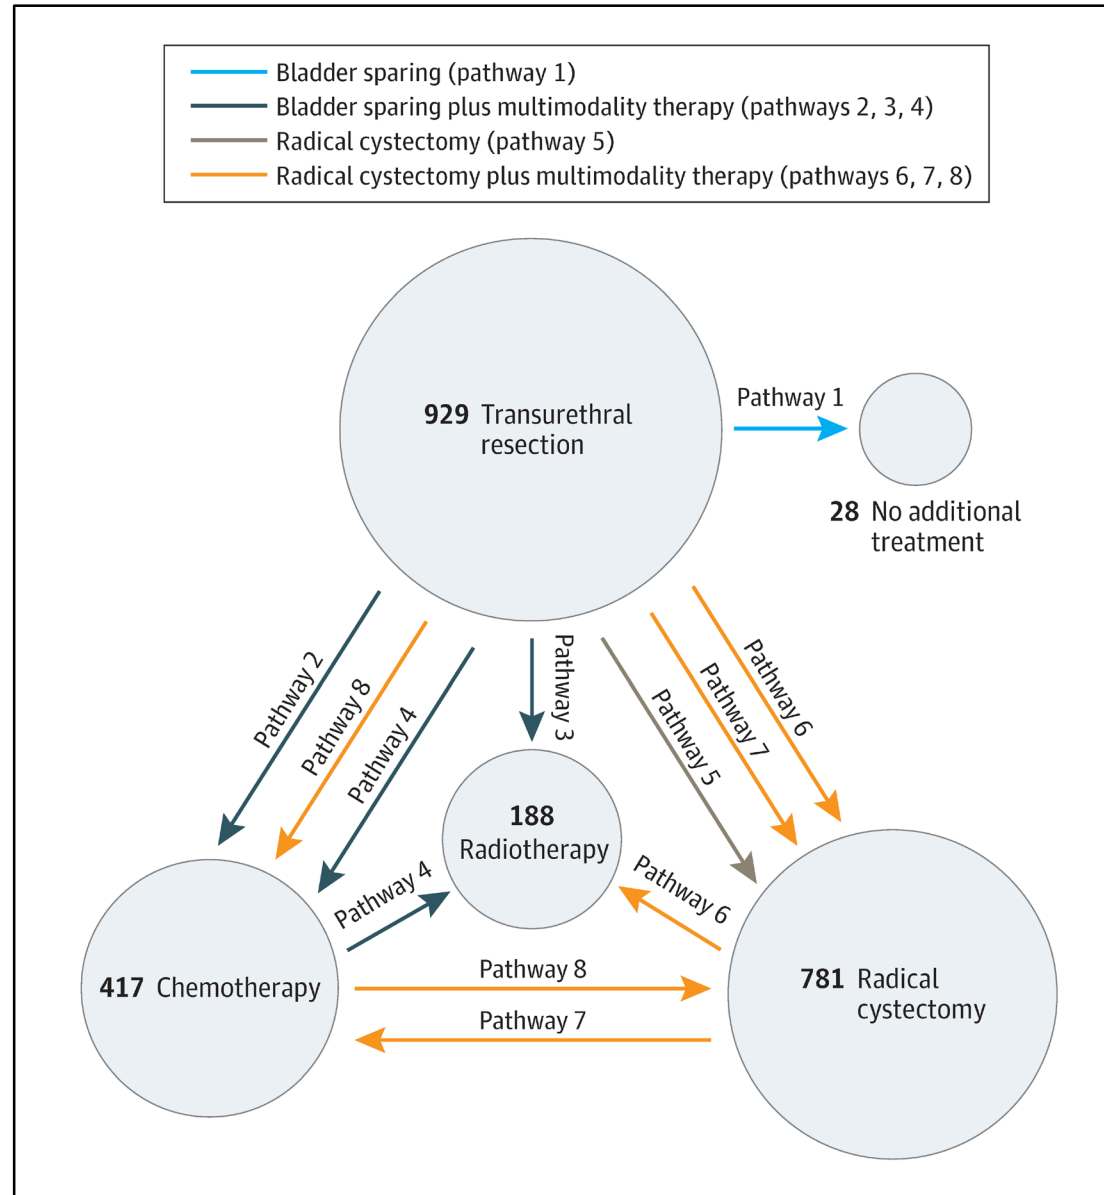 Bladder sparing (pathway 1)
Bladder sparing plus multimodality therapy (pathways 2, 3, 4)
Radical cystectomy (pathway 5)
Radical cystectomy plus multimodality therapy (pathways 6, 7, 8)
929 Transurethral
resection
Pathway 1
28 No additional
treatment
Pathway 2
Pathway 8
Pathway 4
Pathway 3
Pathway 5
Pathway 7
Pathway 6
188
Radiotherapy
Pathway 4
Pathway 6
417 Chemotherapy
Pathway 8
Pathway 7
781 Radical
cystectomy